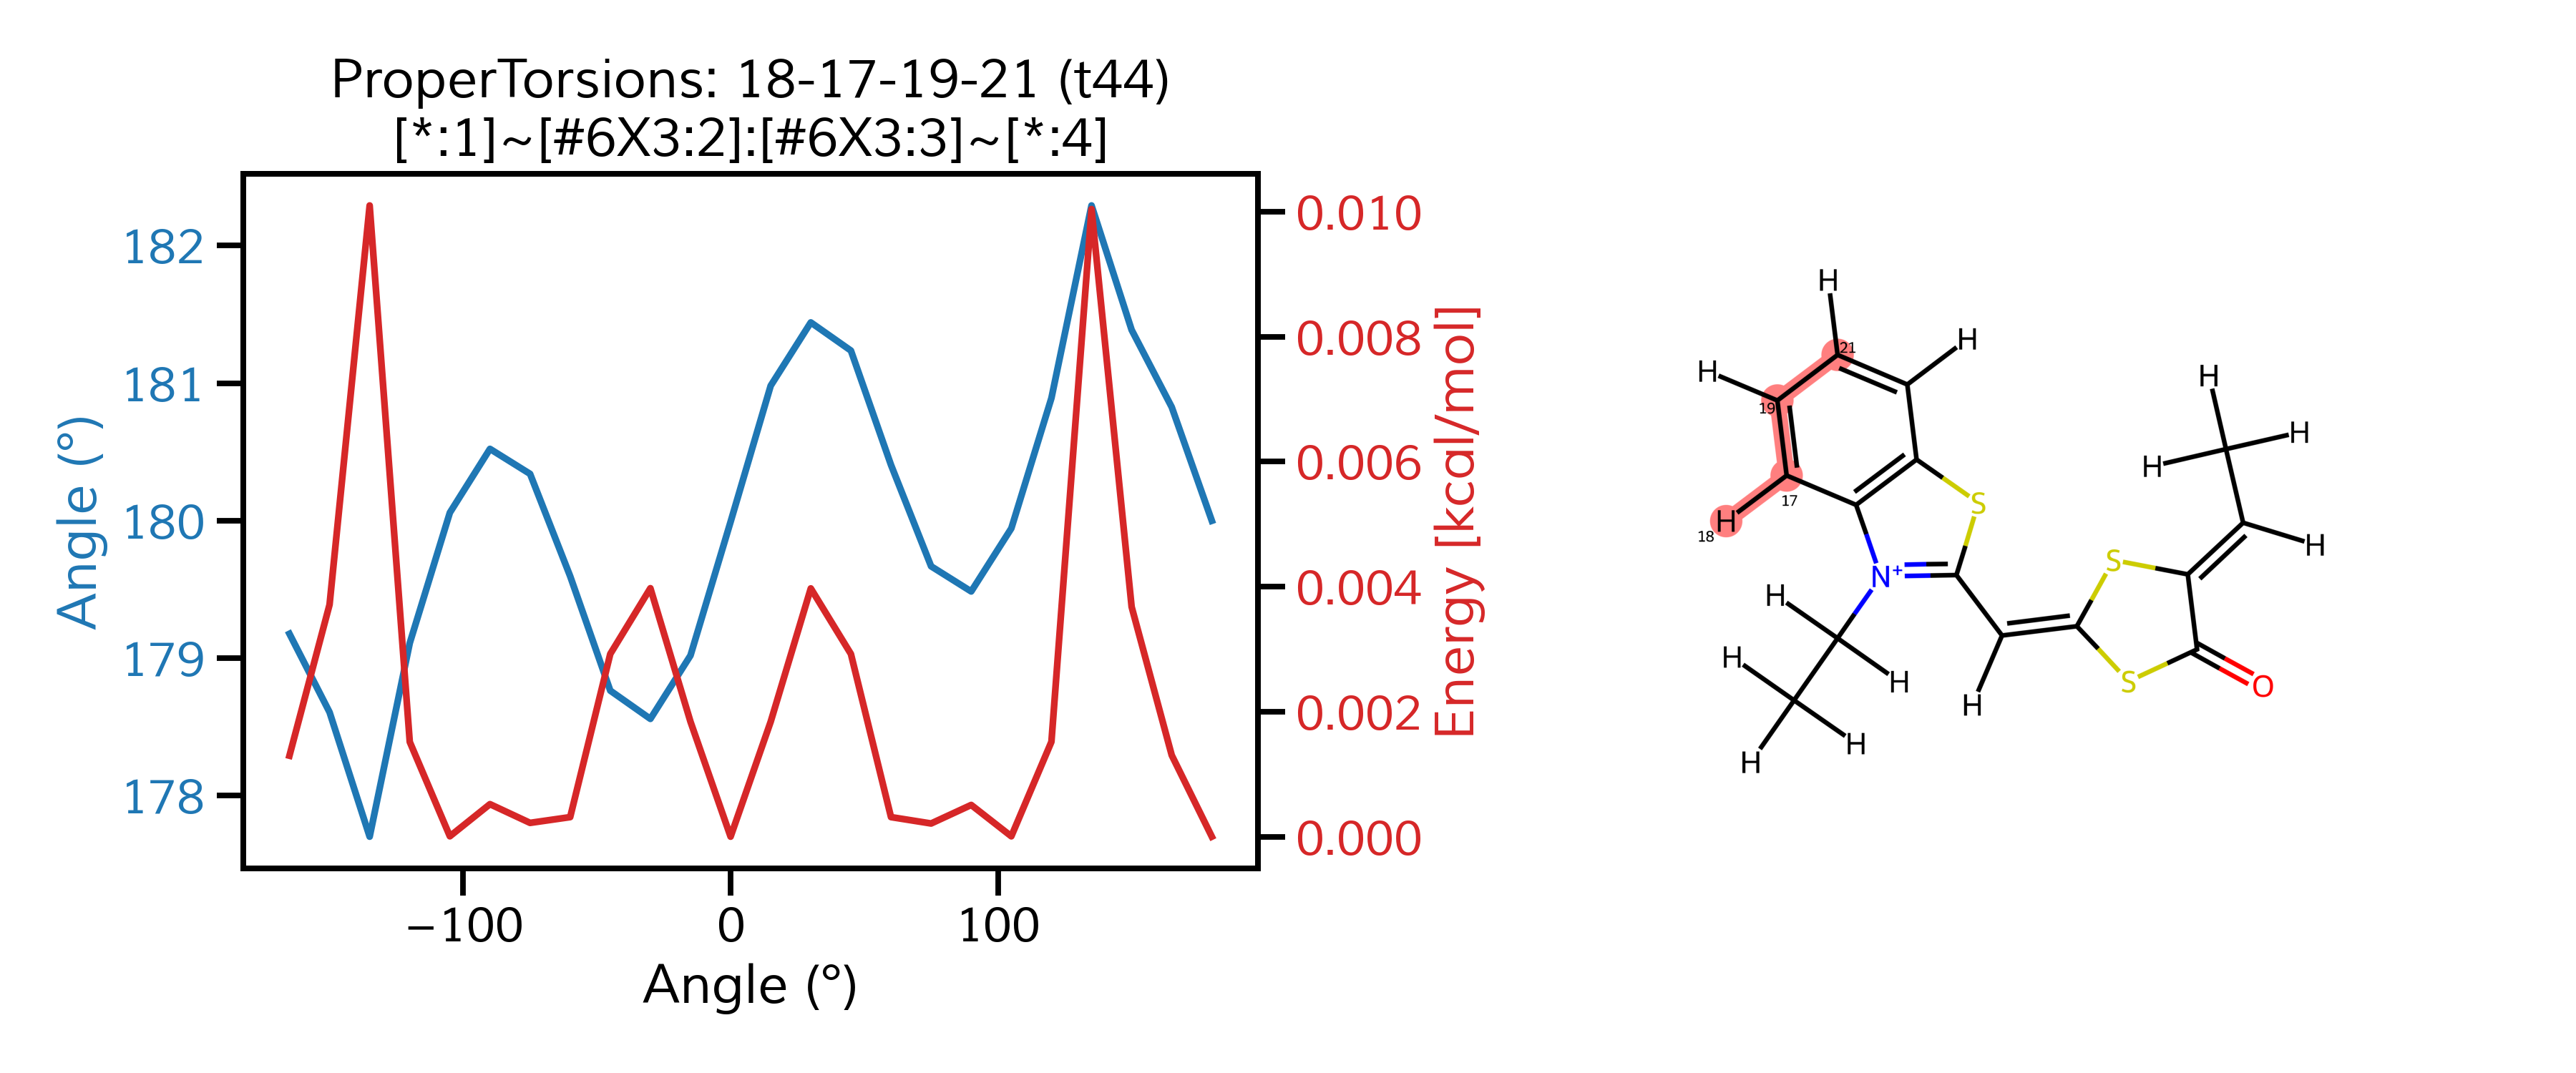 ProperTorsions: 18-17-19-21 (t44)
[*:1]~[#6X3:2]:[#6X3:3]~[*:4]
182
181
180
179
178
Angle (°)
−100
0
100
Angle (°)
0.010
0.008
0.006
0.004
0.002
0.000
Energy [kcal/mol]
H
H
21
H
19
17
H
18
S
N+
H
H
H
H
H
H
S
S
O
H
H
H
H